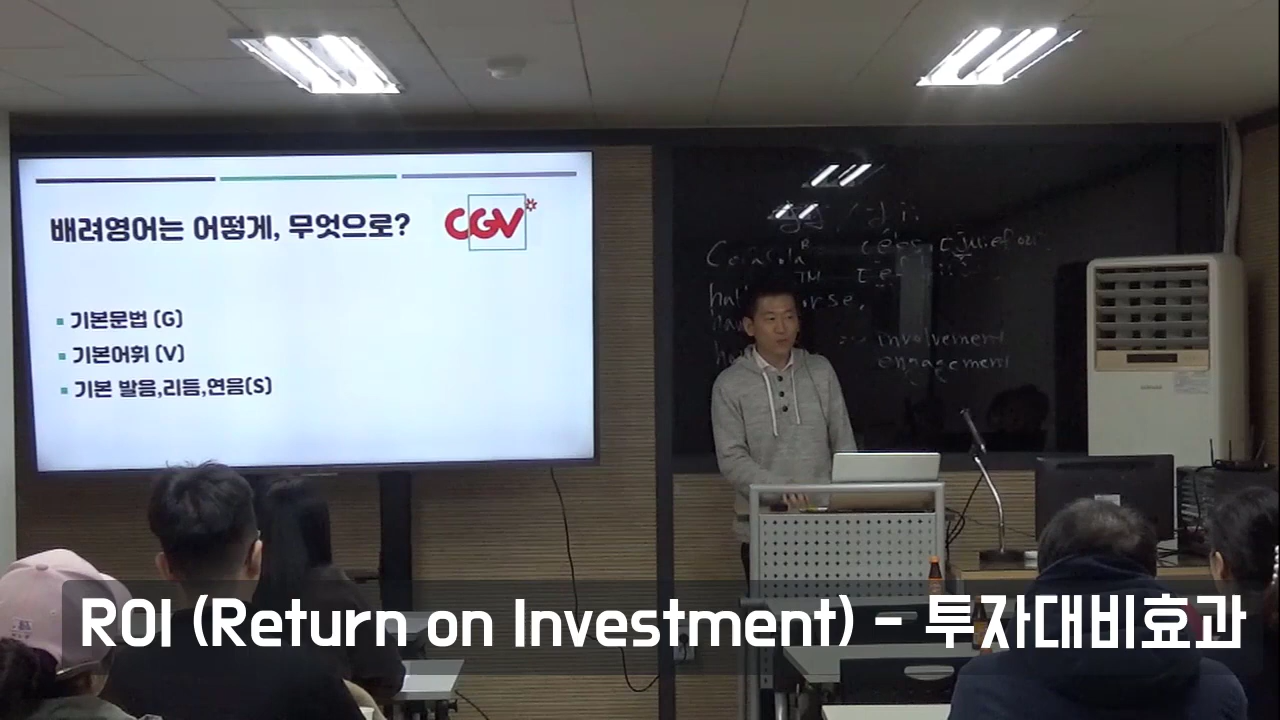 배려영어는 어떻게, 무엇으로?
CGV
기본문법 (G)
기본어휘 (V)
기본 발음,리듬,연음(S)
CocaCola R
TM
involvement
engagement
ROI (Return on Investment) - 투자대비효과